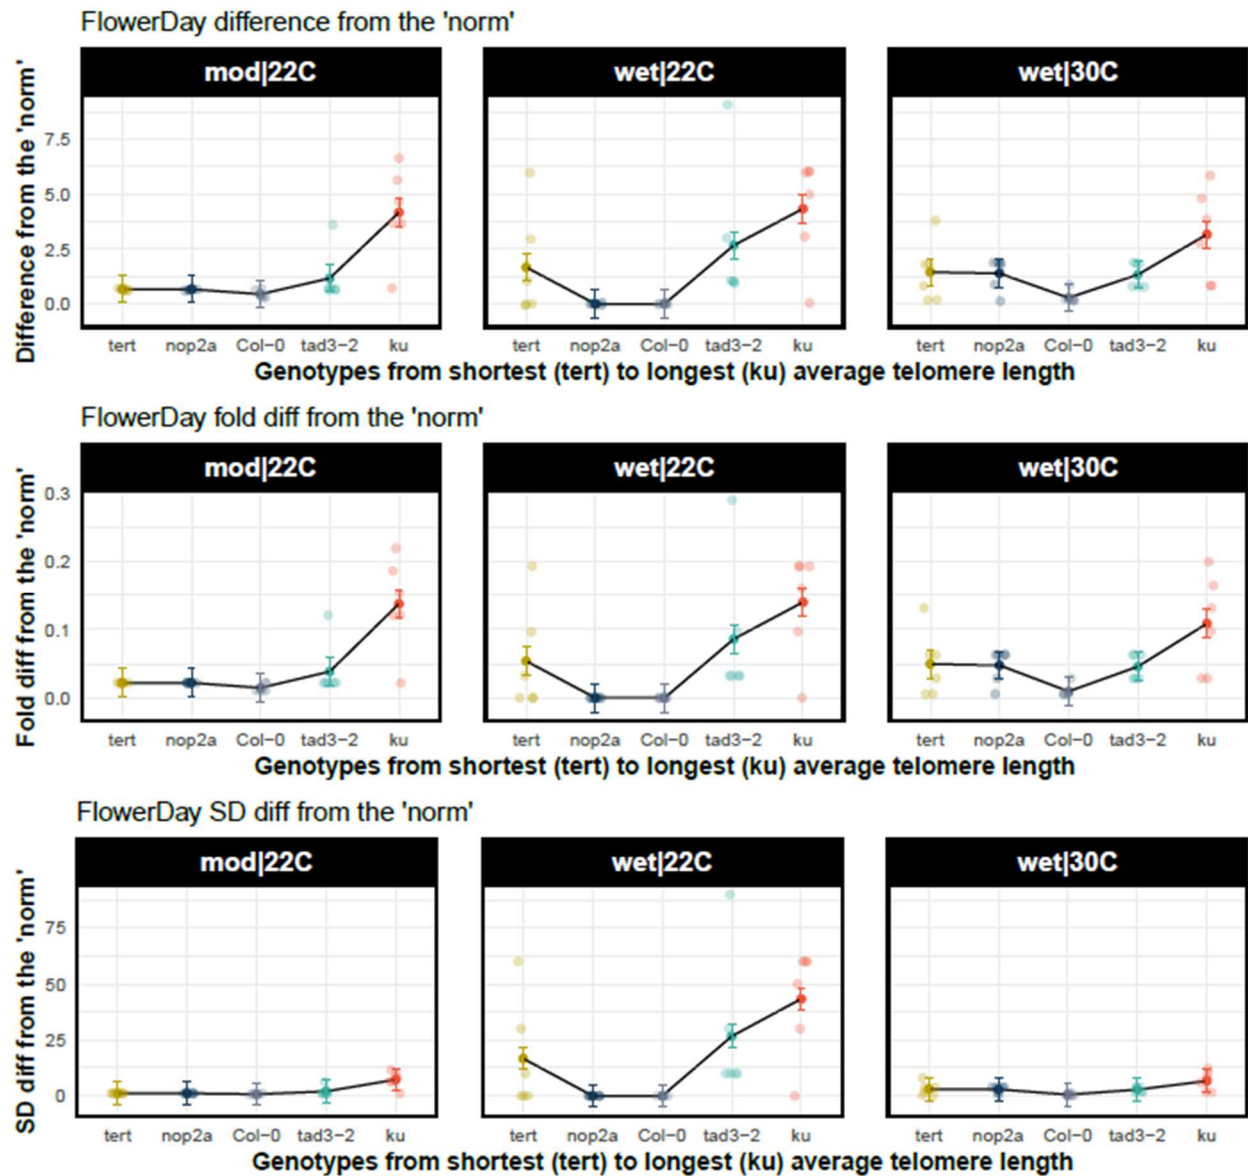 FlowerDay difference from the 'norm'
mod|22C wet|22C wet|30C
Difference from the 'norm'
7.5
5.0
2.5
0.0
tert nop2a Col−0 tad3−2 ku tert nop2a Col−0 tad3−2 ku tert nop2a Col−0 tad3−2 ku
Genotypes from shortest (tert) to longest (ku) average telomere length
FlowerDay fold diff from the 'norm'
mod|22C wet|22C wet|30C
Fold diff from the 'norm'
0.3
0.2
0.1
0.0
tert nop2a Col−0 tad3−2 ku tert nop2a Col−0 tad3−2 ku tert nop2a Col−0 tad3−2 ku
Genotypes from shortest (tert) to longest (ku) average telomere length
FlowerDay SD diff from the 'norm'
mod|22C wet|22C wet|30C
SD diff from the 'norm'
75
50
25
0
tert nop2a Col−0 tad3−2 ku tert nop2a Col−0 tad3−2 ku tert nop2a Col−0 tad3−2 ku
Genotypes from shortest (tert) to longest (ku) average telomere length